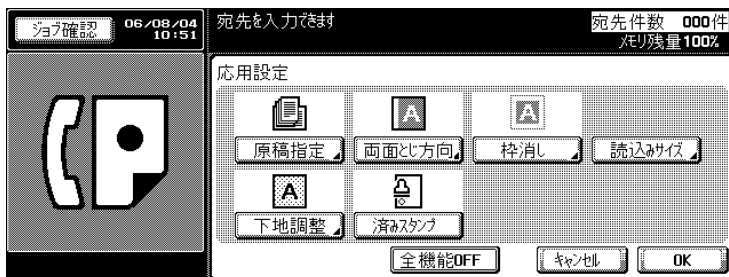 ジョブ確認
06/08/04
10:51
宛先を入力できます
宛先件数 000件
メモリ残量100%
応用設定
A
A
原稿指定
両面とじ方向
枠消し
読込みサイズ
A
下地調整
済みスタンプ
全機能OFF
キャンセル
OK